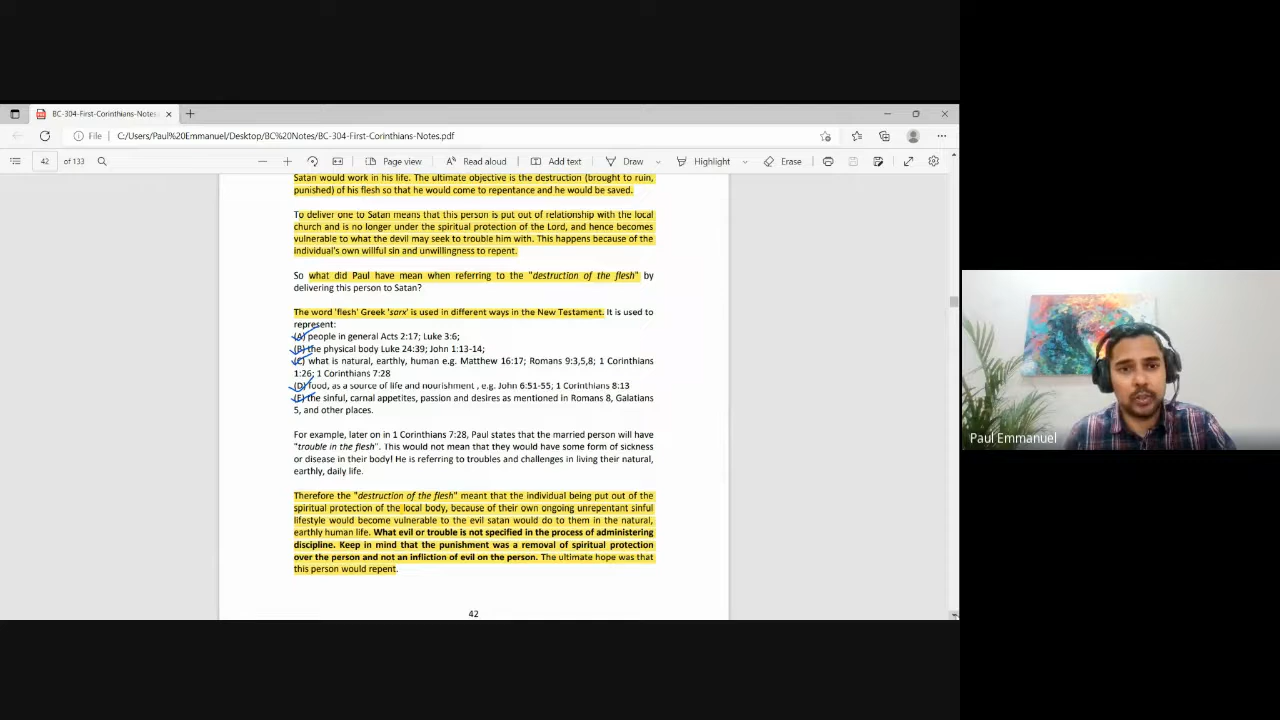 BC-304-First-Corinthians-Notes
File
C:/Users/Paul%20Emmanuel/Desktop/BC%20Notes/BC-304-First-Corinthians-Notes.pdf
42 of 133
Page view
Read aloud
Add text
Draw
Highlight
Erase
Satan would work in his life. The ultimate objective is the destruction (brought to ruin,
punished) of his flesh so that he would come to repentance and he would be saved.
To deliver one to Satan means that this person is put out of relationship with the local
church and is no longer under the spiritual protection of the Lord, and hence becomes
vulnerable to what the devil may seek to trouble him with. This happens because of the
individual's own willful sin and unwillingness to repent.
So what did Paul have mean when referring to the "destruction of the flesh" by
delivering this person to Satan?
The word 'flesh' Greek 'sarx' is used in different ways in the New Testament. It is used to
represent:
(A) people in general Acts 2:17; Luke 3:6;
(B) the physical body Luke 24:39; John 1:13-14;
(C) what is natural, earthly, human e.g. Matthew 16:17; Romans 9:3,5,8; 1 Corinthians
1:26; 1 Corinthians 7:28
(D) food, as a source of life and nourishment , e.g. John 6:51-55; 1 Corinthians 8:13
(E) the sinful, carnal appetites, passion and desires as mentioned in Romans 8, Galatians
5, and other places.
For example, later on in 1 Corinthians 7:28, Paul states that the married person will have
"trouble in the flesh". This would not mean that they would have some form of sickness
or disease in their body! He is referring to troubles and challenges in living their natural,
earthly, daily life.
Therefore the "destruction of the flesh" meant that the individual being put out of the
spiritual protection of the local body, because of their own ongoing unrepentant sinful
lifestyle would become vulnerable to the evil satan would do to them in the natural,
earthly human life. What evil or trouble is not specified in the process of administering
discipline. Keep in mind that the punishment was a removal of spiritual protection
over the person and not an infliction of evil on the person. The ultimate hope was that
this person would repent.
42
Paul Emmanuel